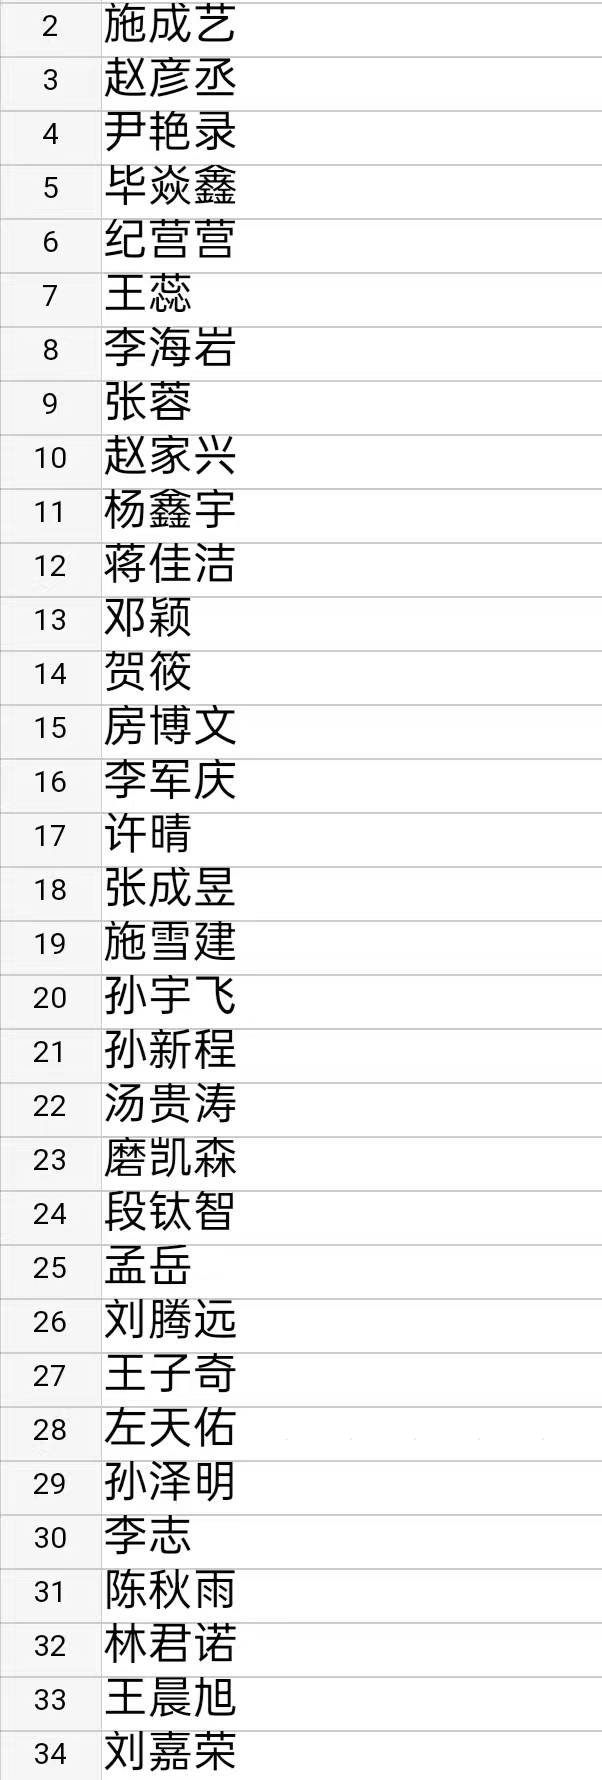 2 施成艺
3 赵彦丞
4 尹艳录
5 毕焱鑫
6 纪营营
7 王蕊
8 李海岩
9 张蓉
10 赵家兴
11 杨鑫宇
12 蒋佳洁
13 邓颖
14 贺筱
15 房博文
16 李军庆
17 许晴
18 张成昱
19 施雪建
20 孙宇飞
21 孙新程
22 汤贵涛
23 磨凯森
24 段钛智
25 孟岳
26 刘腾远
27 王子奇
28 左天佑
29 孙泽明
30 李志
31 陈秋雨
32 林君诺
33 王晨旭
34 刘嘉荣